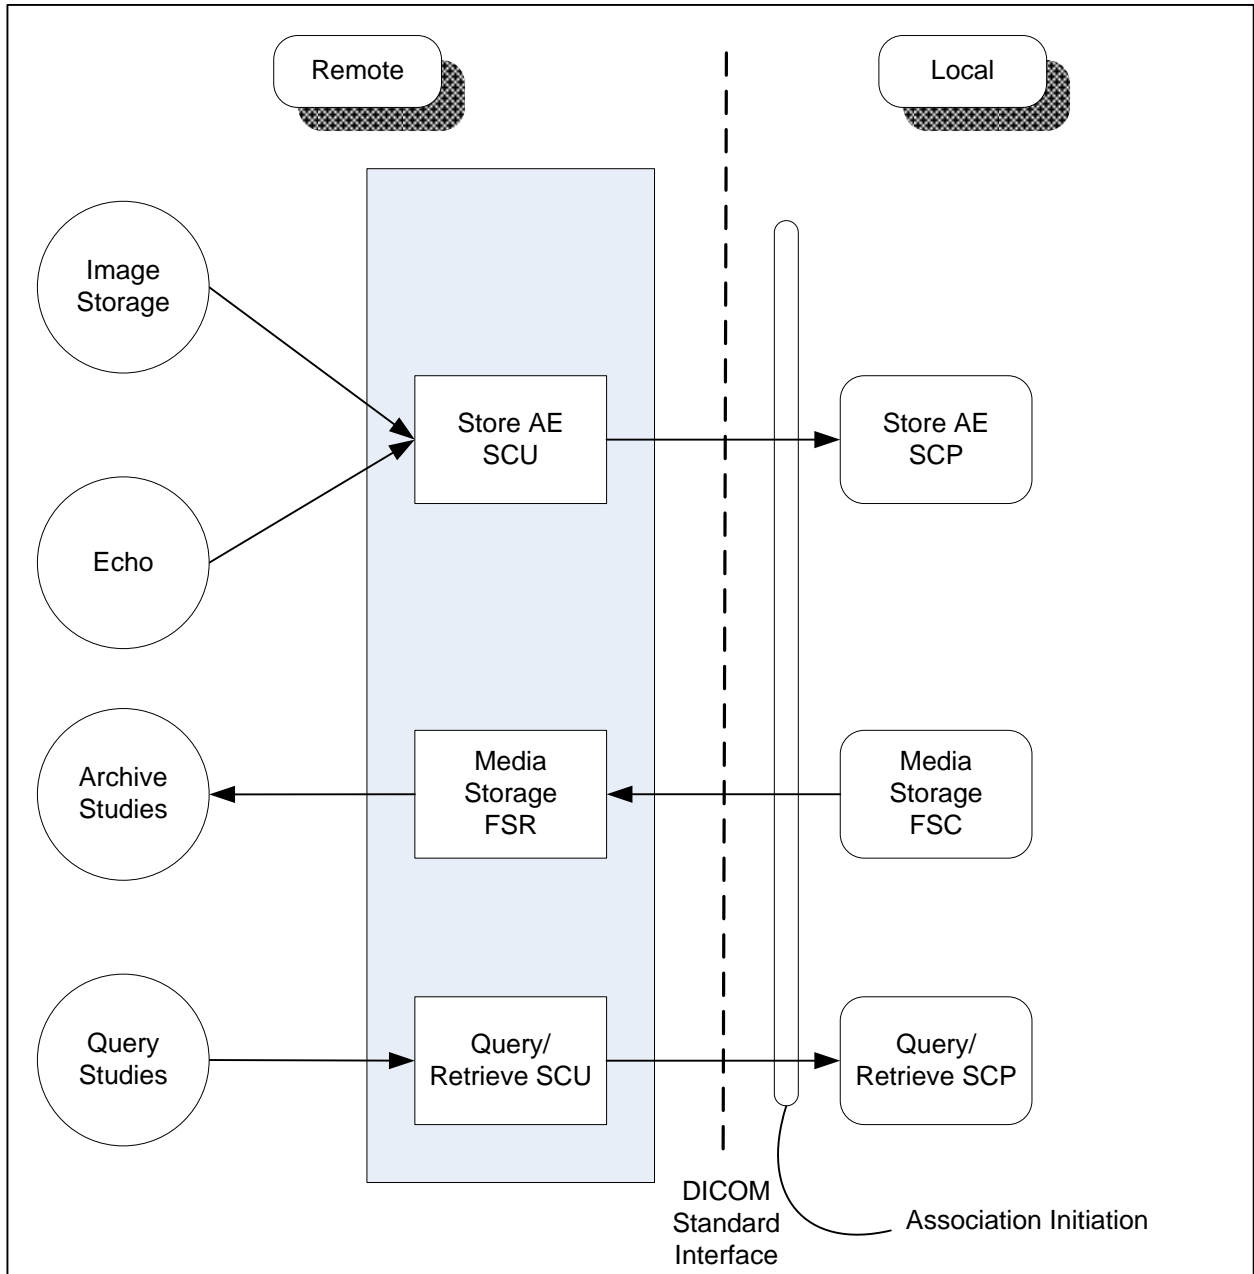 Remote
Local
Image
Storage
Store AE
SCU
Store AE
SCP
Echo
Archive
Studies
Media
Storage
FSR
Media
Storage
FSC
Query
Studies
Query/
Retrieve SCU
Query/
Retrieve SCP
DICOM
Standard
Interface
Association Initiation